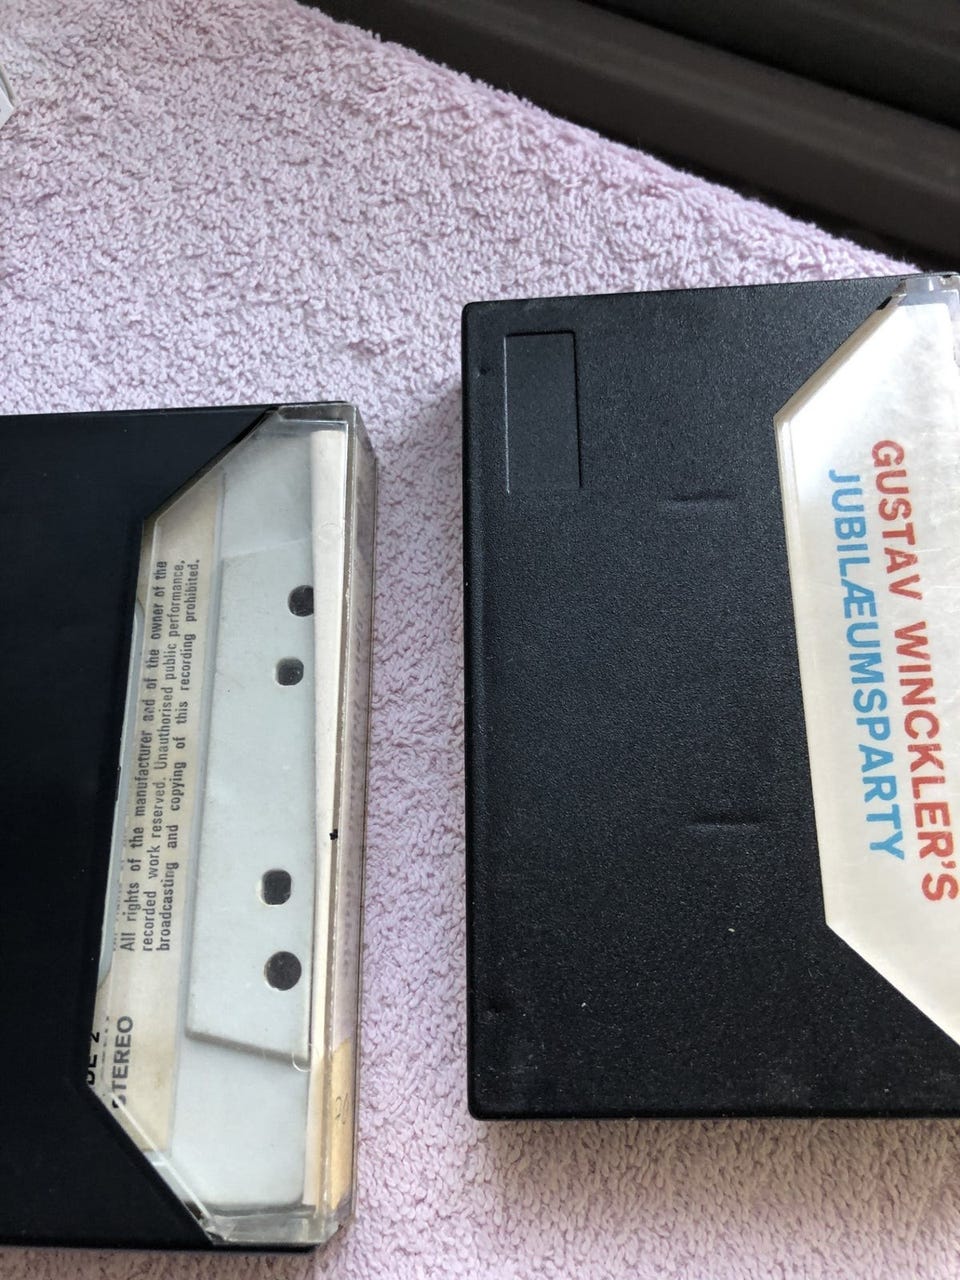 All rights of the manufacturer and of the owner of the
recorded work reserved. Unauthorised public performance,
broadcasting and copying of this recording prohibited.
STEREO
GUSTAV WINCKLER'S
JUBILÆUMSPARTY